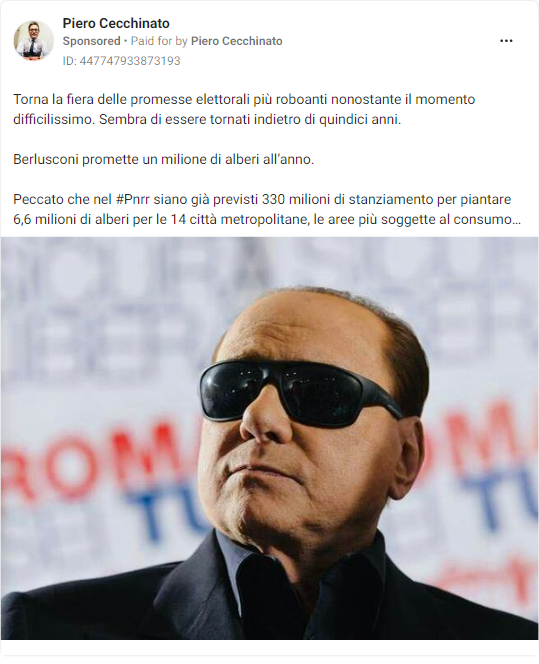 Piero Cecchinato
Sponsored • Paid for by Piero Cecchinato
ID: 447747933873193
Torna la fiera delle promesse elettorali più roboanti nonostante il momento
difficilissimo. Sembra di essere tornati indietro di quindici anni.
Berlusconi promette un milione di alberi all’anno.
Peccato che nel #Pnrr siano già previsti 330 milioni di stanziamento per piantare
6,6 milioni di alberi per le 14 città metropolitane, le aree più soggette al consumo...
ROMA
TU